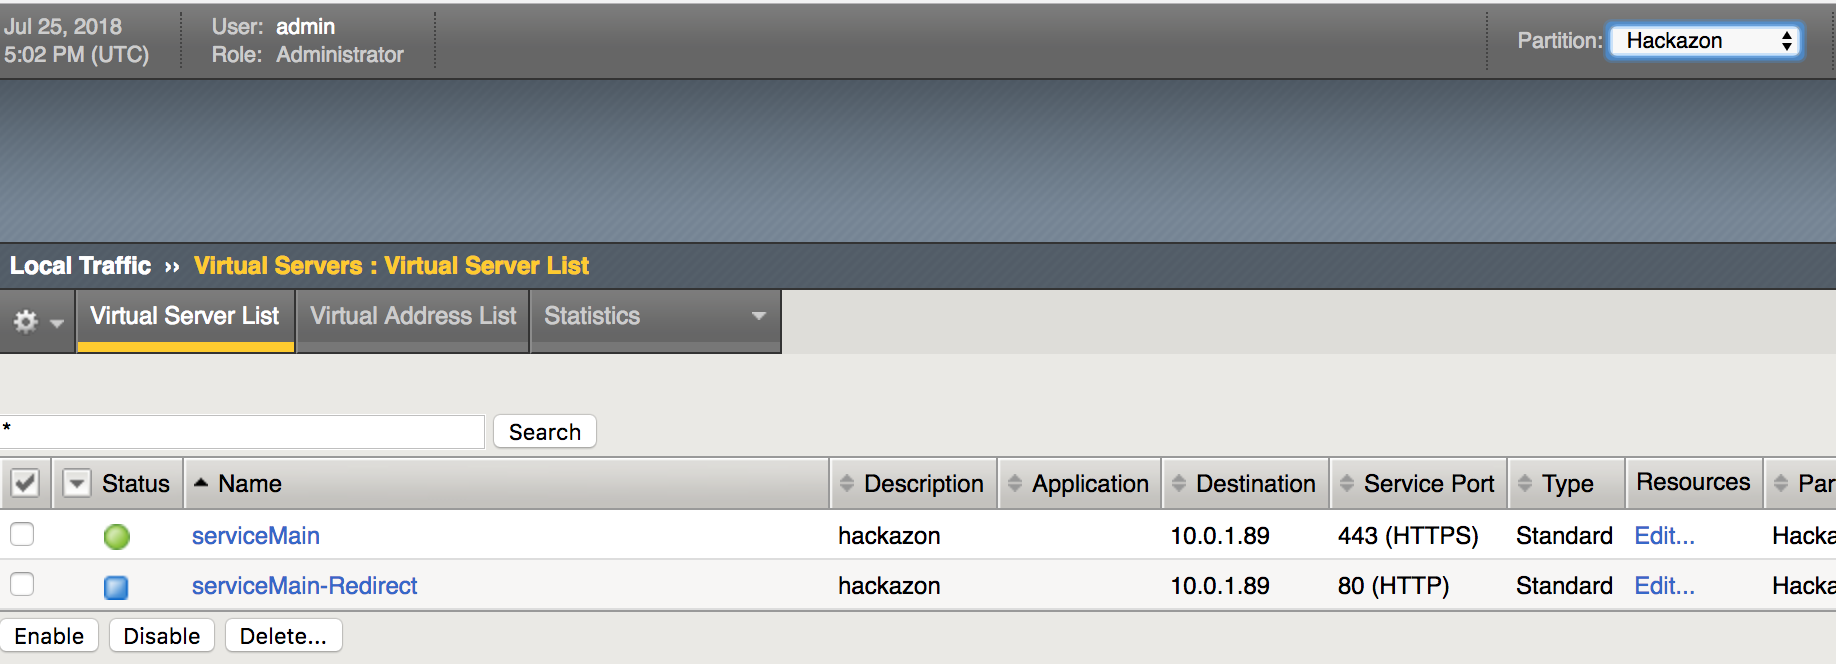 Jul 25, 2018 User: admin
5:02 PM (UTC) Role: Administrator
Partition: Hackazon
Local Traffic ›› Virtual Servers : Virtual Server List
Virtual Server List Virtual Address List Statistics
* Search
Status Name Description Application Destination Service Port Type Resources Par
serviceMain hackazon 10.0.1.89 443 (HTTPS) Standard Edit... Hacka
serviceMain-Redirect hackazon 10.0.1.89 80 (HTTP) Standard Edit... Hacka
Enable Disable Delete...